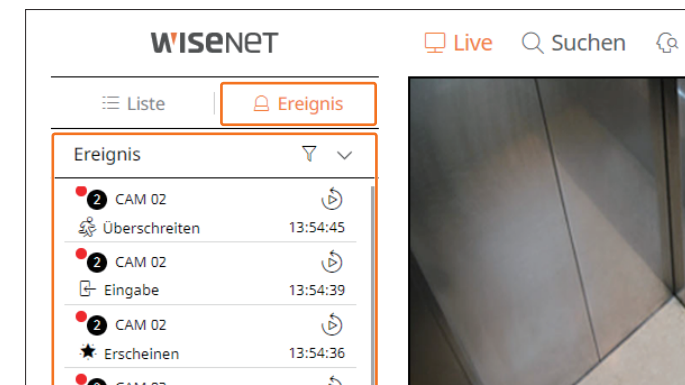 WISENET
Live Suchen
Liste Ereignis
Ereignis
2 CAM 02
Überschreiten 13:54:45
2 CAM 02
Eingabe 13:54:39
2 CAM 02
Erscheinen 13:54:36